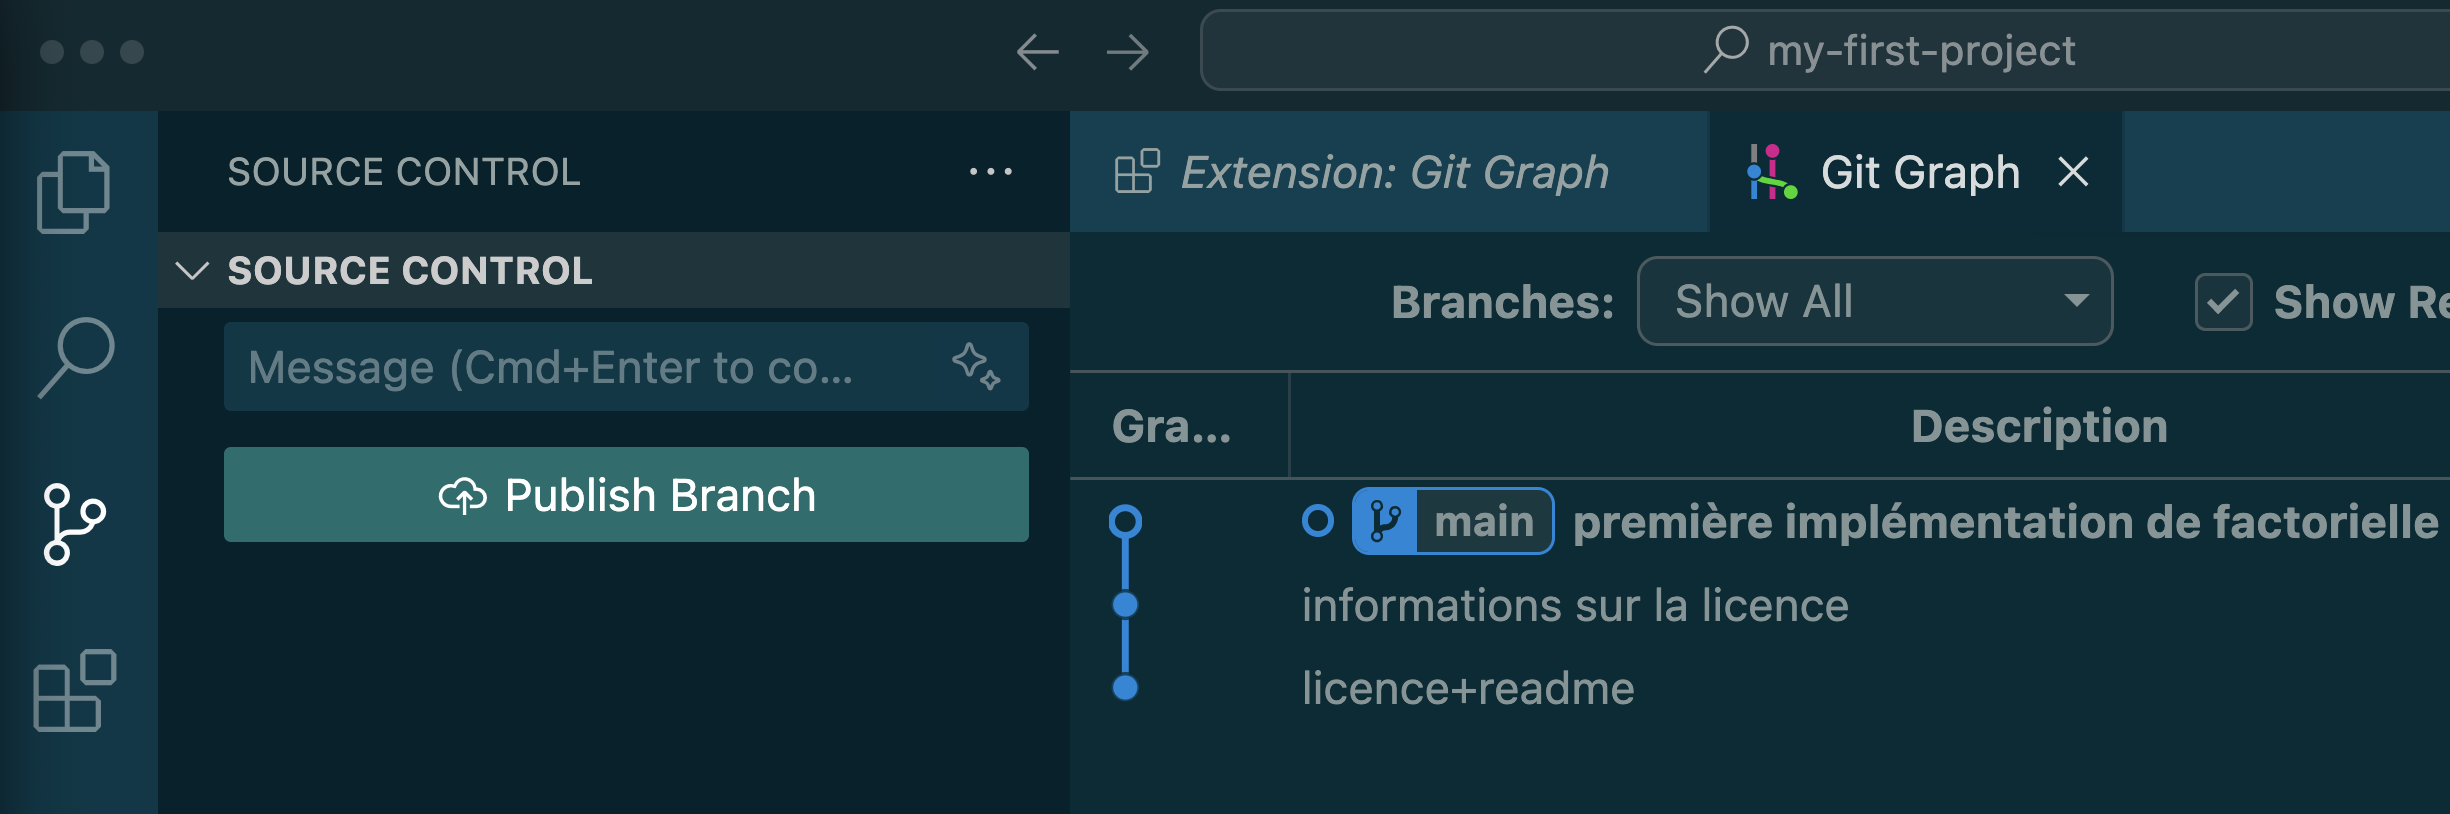 my-first-project
SOURCE CONTROL
Extension: Git Graph
Git Graph
SOURCE CONTROL
Message (Cmd+Enter to co...
Publish Branch
Branches:
Show All
Show Re
Gra...
Description
main
première implémentation de factorielle
informations sur la licence
licence+readme